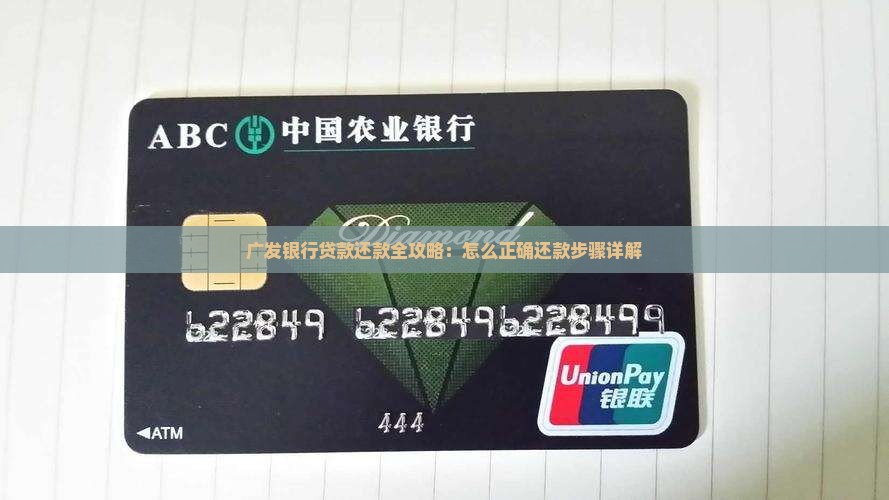 ABC 中国农业银行
Diamond
广发银行贷款还款全攻略：怎么正确还款步骤详解
622849 6228496228499
444
UnionPay
银联
ATM